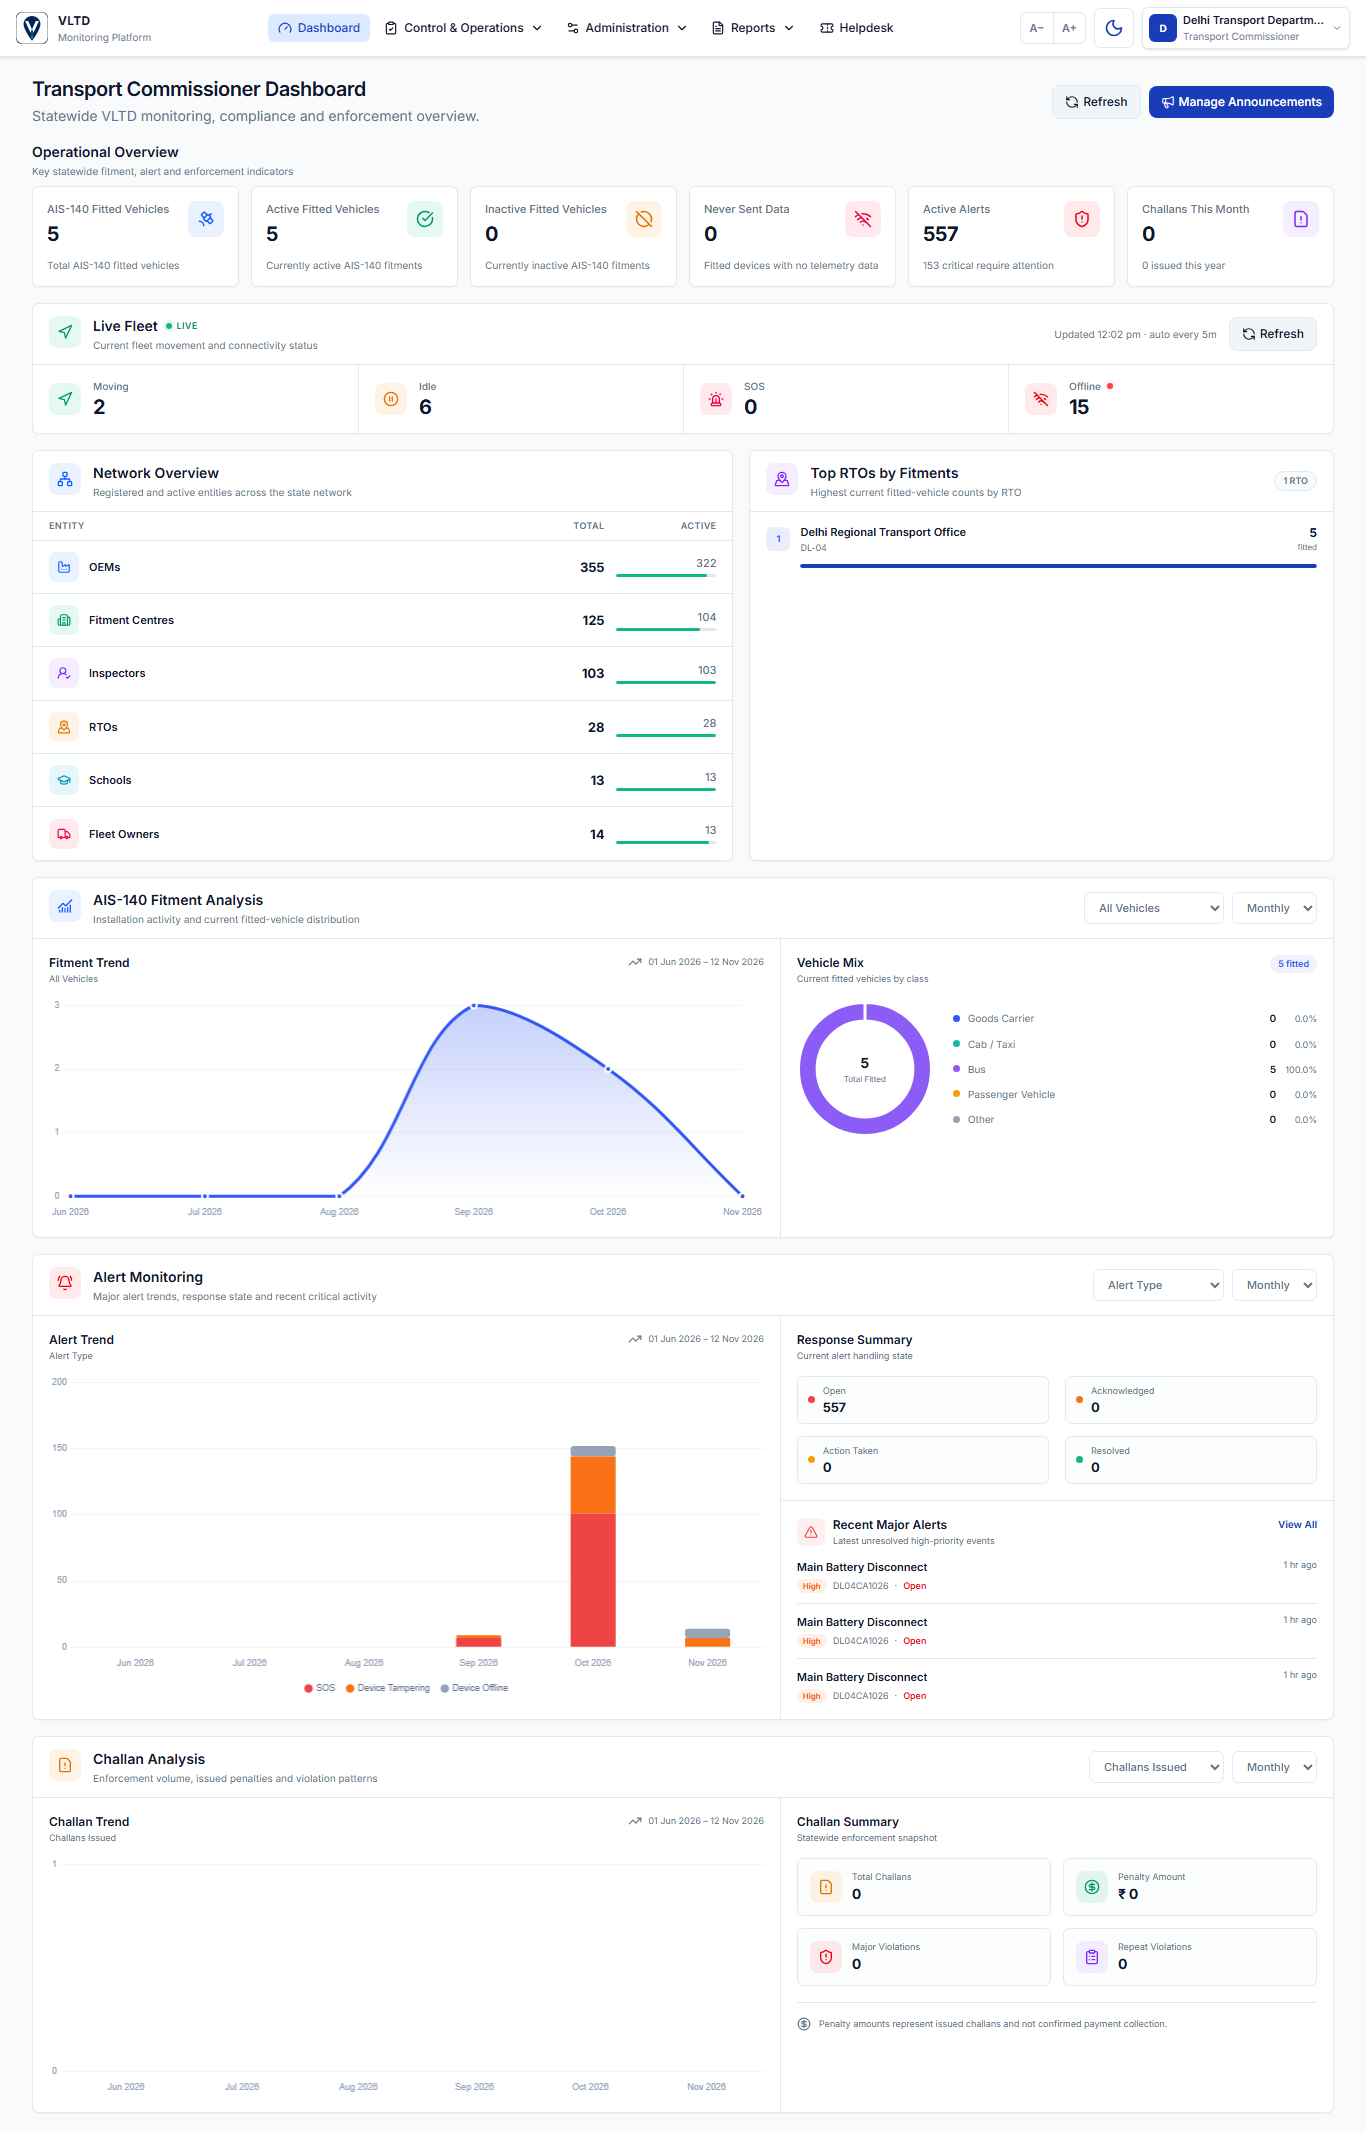 VLTD
Monitoring Platform
Dashboard
Control & Operations
Administration
Reports
Helpdesk
A−
A+
D
Delhi Transport Departm...
Transport Commissioner
Transport Commissioner Dashboard
Statewide VLTD monitoring, compliance and enforcement overview.
Refresh
Manage Announcements
Operational Overview
Key statewide fitment, alert and enforcement indicators
AIS-140 Fitted Vehicles
5
Total AIS-140 fitted vehicles
Active Fitted Vehicles
5
Currently active AIS-140 fitments
Inactive Fitted Vehicles
0
Currently inactive AIS-140 fitments
Never Sent Data
0
Fitted devices with no telemetry data
Active Alerts
557
153 critical require attention
Challans This Month
0
0 issued this year
Live Fleet
LIVE
Current fleet movement and connectivity status
Updated 12:02 pm · auto every 5m
Refresh
Moving
2
Idle
6
SOS
0
Offline
15
Network Overview
Registered and active entities across the state network
ENTITY TOTAL ACTIVE
OEMs 355 322
Fitment Centres 125 104
Inspectors 103 103
RTOs 28 28
Schools 13 13
Fleet Owners 14 13
Top RTOs by Fitments
Highest current fitted-vehicle counts by RTO
1 RTO
1
Delhi Regional Transport Office
DL-04
5
fitted
AIS-140 Fitment Analysis
Installation activity and current fitted-vehicle distribution
All Vehicles
Monthly
Fitment Trend
All Vehicles
01 Jun 2026 – 12 Nov 2026
3
2
1
0
Jun 2026 Jul 2026 Aug 2026 Sep 2026 Oct 2026 Nov 2026
Vehicle Mix
Current fitted vehicles by class
5 fitted
5
Total Fitted
Goods Carrier 0 0.0%
Cab / Taxi 0 0.0%
Bus 5 100.0%
Passenger Vehicle 0 0.0%
Other 0 0.0%
Alert Monitoring
Major alert trends, response state and recent critical activity
Alert Type
Monthly
Alert Trend
Alert Type
01 Jun 2026 – 12 Nov 2026
200
150
100
50
0
Jun 2026 Jul 2026 Aug 2026 Sep 2026 Oct 2026 Nov 2026
SOS Device Tampering Device Offline
Response Summary
Current alert handling state
Open
557
Acknowledged
0
Action Taken
0
Resolved
0
Recent Major Alerts
Latest unresolved high-priority events
View All
Main Battery Disconnect 1 hr ago
High DL04CA1026 · Open
Main Battery Disconnect 1 hr ago
High DL04CA1026 · Open
Main Battery Disconnect 1 hr ago
High DL04CA1026 · Open
Challan Analysis
Enforcement volume, issued penalties and violation patterns
Challans Issued
Monthly
Challan Trend
Challans Issued
01 Jun 2026 – 12 Nov 2026
1
0
Jun 2026 Jul 2026 Aug 2026 Sep 2026 Oct 2026 Nov 2026
Challan Summary
Statewide enforcement snapshot
Total Challans
0
Penalty Amount
₹ 0
Major Violations
0
Repeat Violations
0
Penalty amounts represent issued challans and not confirmed payment collection.